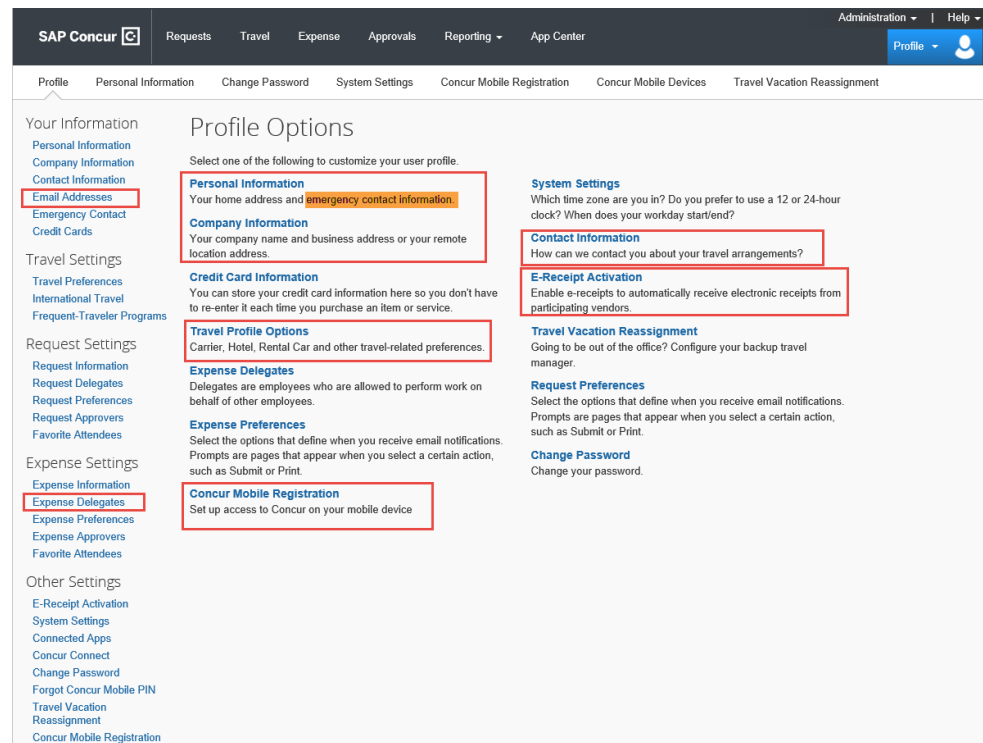 Administration | Help
SAP Concur C Requests Travel Expense Approvals Reporting App Center
Profile
Profile Personal Information Change Password System Settings Concur Mobile Registration Concur Mobile Devices Travel Vacation Reassignment
Your Information
Personal Information
Company Information
Contact Information
Email Addresses
Emergency Contact
Credit Cards
Travel Settings
Travel Preferences
International Travel
Frequent-Traveler Programs
Request Settings
Request Information
Request Delegates
Request Preferences
Request Approvers
Favorite Attendees
Expense Settings
Expense Information
Expense Delegates
Expense Preferences
Expense Approvers
Favorite Attendees
Other Settings
E-Receipt Activation
System Settings
Connected Apps
Concur Connect
Change Password
Forgot Concur Mobile PIN
Travel Vacation
Reassignment
Concur Mobile Registration
Profile Options
Select one of the following to customize your user profile.
Personal Information
Your home address and emergency contact information.
Company Information
Your company name and business address or your remote
location address.
Credit Card Information
You can store your credit card information here so you don't have
to re-enter it each time you purchase an item or service.
Travel Profile Options
Carrier, Hotel, Rental Car and other travel-related preferences.
Expense Delegates
Delegates are employees who are allowed to perform work on
behalf of other employees.
Expense Preferences
Select the options that define when you receive email notifications.
Prompts are pages that appear when you select a certain action,
such as Submit or Print.
Concur Mobile Registration
Set up access to Concur on your mobile device
System Settings
Which time zone are you in? Do you prefer to use a 12 or 24-hour
clock? When does your workday start/end?
Contact Information
How can we contact you about your travel arrangements?
E-Receipt Activation
Enable e-receipts to automatically receive electronic receipts from
participating vendors.
Travel Vacation Reassignment
Going to be out of the office? Configure your backup travel
manager.
Request Preferences
Select the options that define when you receive email notifications.
Prompts are pages that appear when you select a certain action,
such as Submit or Print.
Change Password
Change your password.